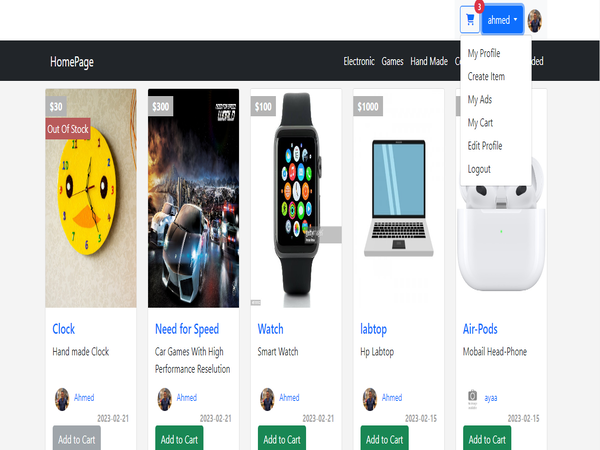 3
ahmed
HomePage
Electronic Games Hand Made
My Profile
Create Item
My Ads
My Cart
Edit Profile
Logout
$30
Out Of Stock
$300
$100
$1000
Clock
Hand made Clock
Ahmed
2023-02-21
Add to Cart
Need for Speed
Car Games With High
Performance Reselution
Ahmed
2023-02-21
Add to Cart
Watch
Smart Watch
Ahmed
2023-02-21
Add to Cart
labtop
Hp Labtop
Ahmed
2023-02-15
Add to Cart
Air-Pods
Mobail Head-Phone
ayaa
2023-02-15
Add to Cart